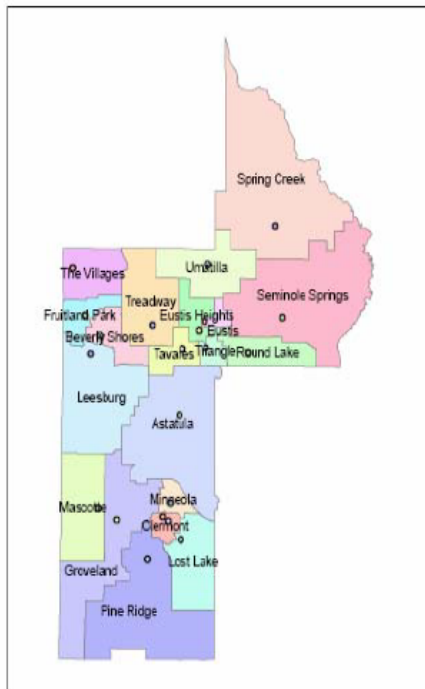 Spring Creek
Umatilla
The Villages
Seminole Springs
Treadway
Fruitland Park
Eustis Heights
Eustis
Beverly Shores
Tavares
Triangle
Round Lake
Leesburg
Astatula
Minneola
Mascotte
Clermont
Lost Lake
Groveland
Pine Ridge